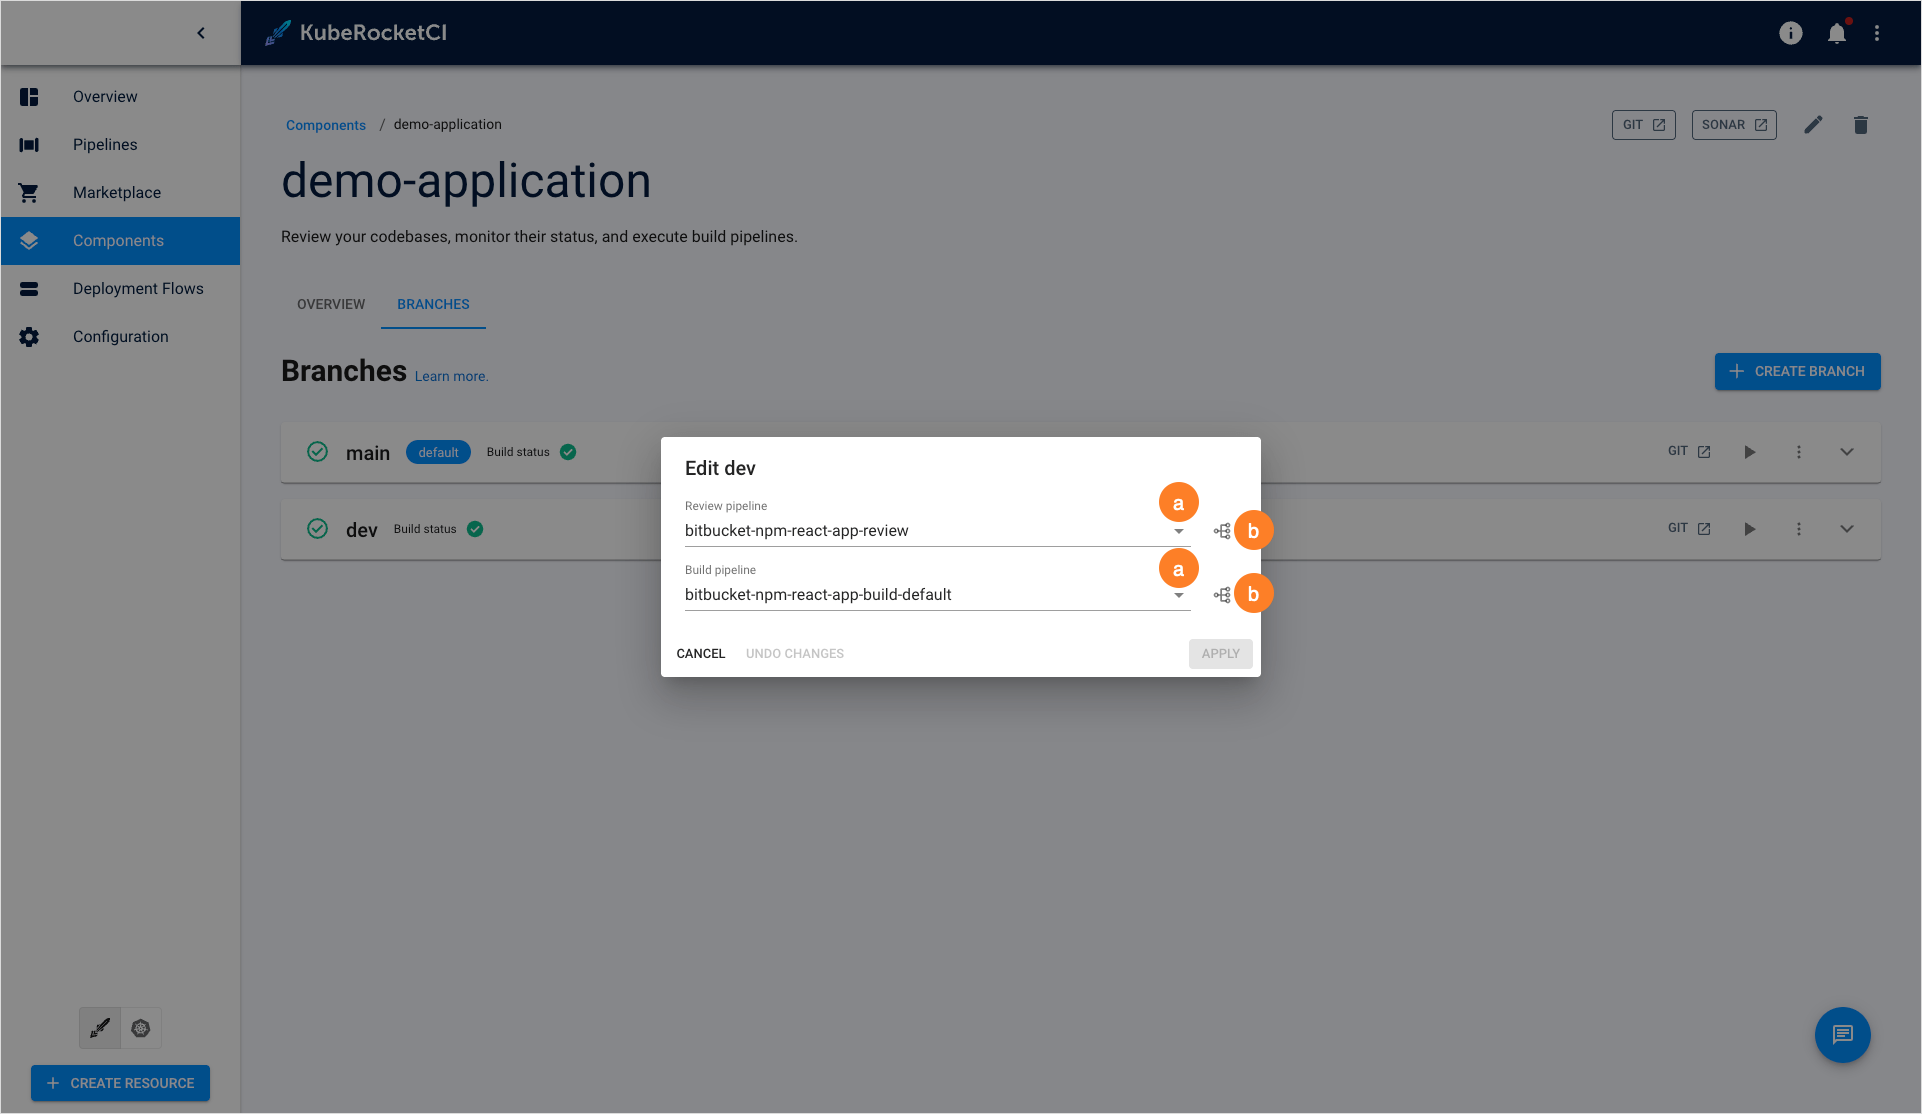 KubeRocketCI
Overview
Pipelines
Marketplace
Components
Deployment Flows
Configuration
CREATE RESOURCE
Components / demo-application
GIT
SONAR
demo-application
Review your codebases, monitor their status, and execute build pipelines.
OVERVIEW
BRANCHES
Branches Learn more.
CREATE BRANCH
main default Build status
GIT
dev Build status
GIT
Edit dev
Review pipeline
a
bitbucket-npm-react-app-review
b
Build pipeline
a
bitbucket-npm-react-app-build-default
b
CANCEL
UNDO CHANGES
APPLY